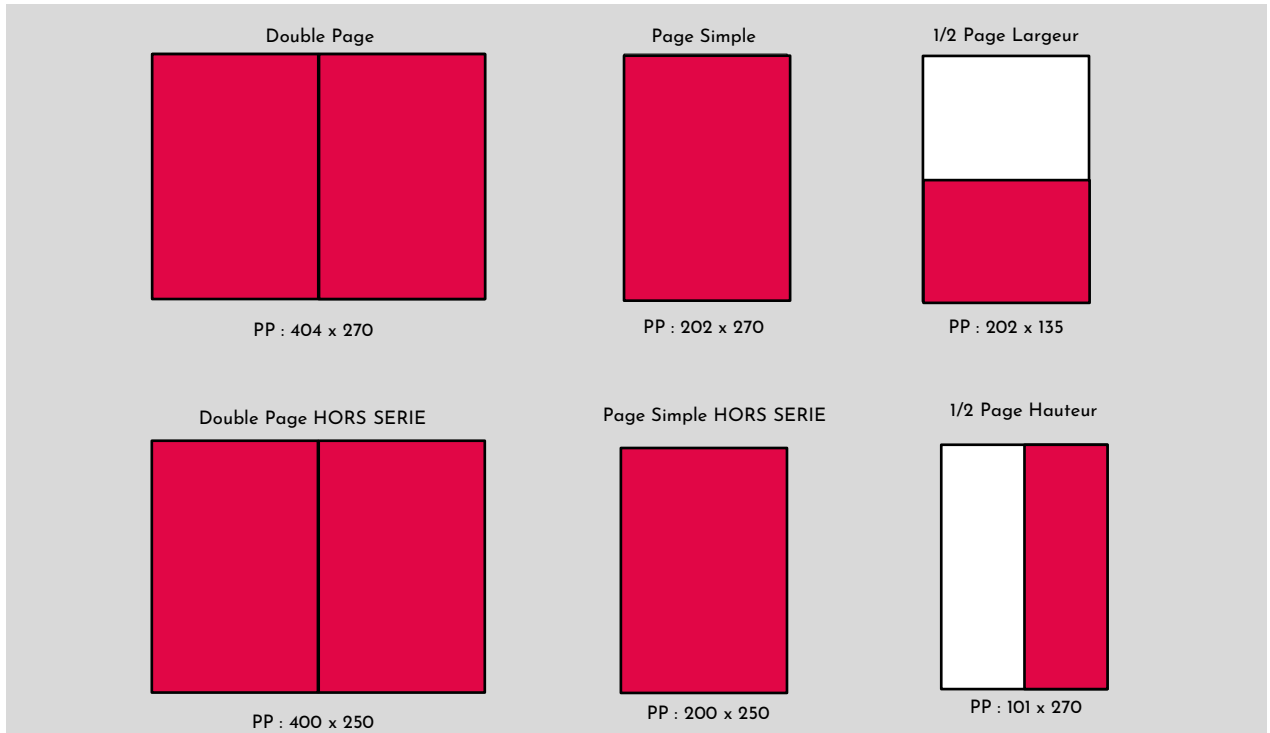 Double Page
Page Simple
1/2 Page Largeur
PP : 404 x 270
PP : 202 x 270
PP : 202 x 135
Double Page HORS SERIE
Page Simple HORS SERIE
1/2 Page Hauteur
PP : 400 x 250
PP : 200 x 250
PP : 101 x 270